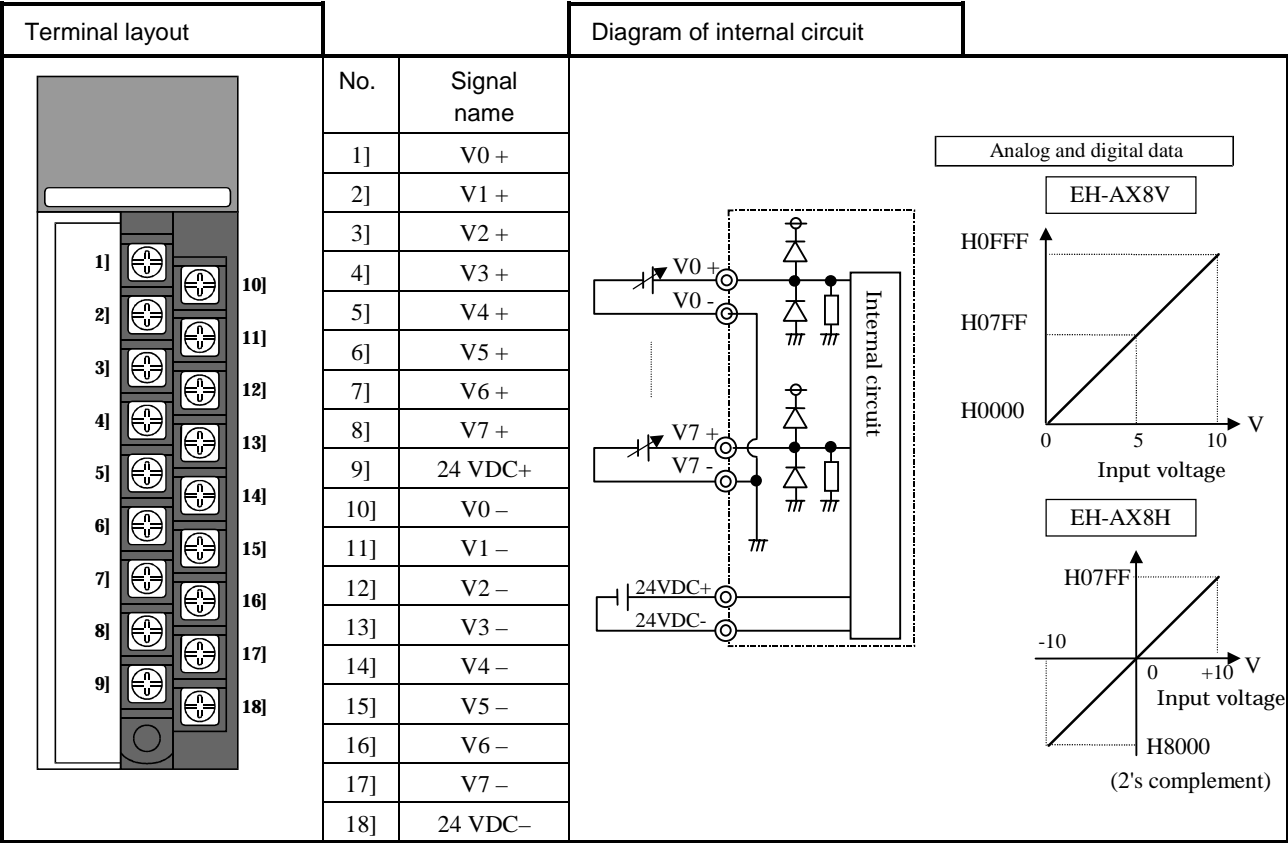 Terminal layout
Diagram of internal circuit
No. Signal name
1] V0 +
2] V1 +
3] V2 +
4] V3 +
5] V4 +
6] V5 +
7] V6 +
8] V7 +
9] 24 VDC+
10] V0 –
11] V1 –
12] V2 –
13] V3 –
14] V4 –
15] V5 –
16] V6 –
17] V7 –
18] 24 VDC–
1]
2]
3]
4]
5]
6]
7]
8]
9]
10]
11]
12]
13]
14]
15]
16]
17]
18]
V0 +
V0 -
V7 +
V7 -
24VDC+
24VDC-
Internal circuit
Analog and digital data
EH-AX8V
H0FFF
H07FF
H0000
0 5 10 V
Input voltage
EH-AX8H
H07FF
-10
0 +10 V
Input voltage
H8000
(2's complement)